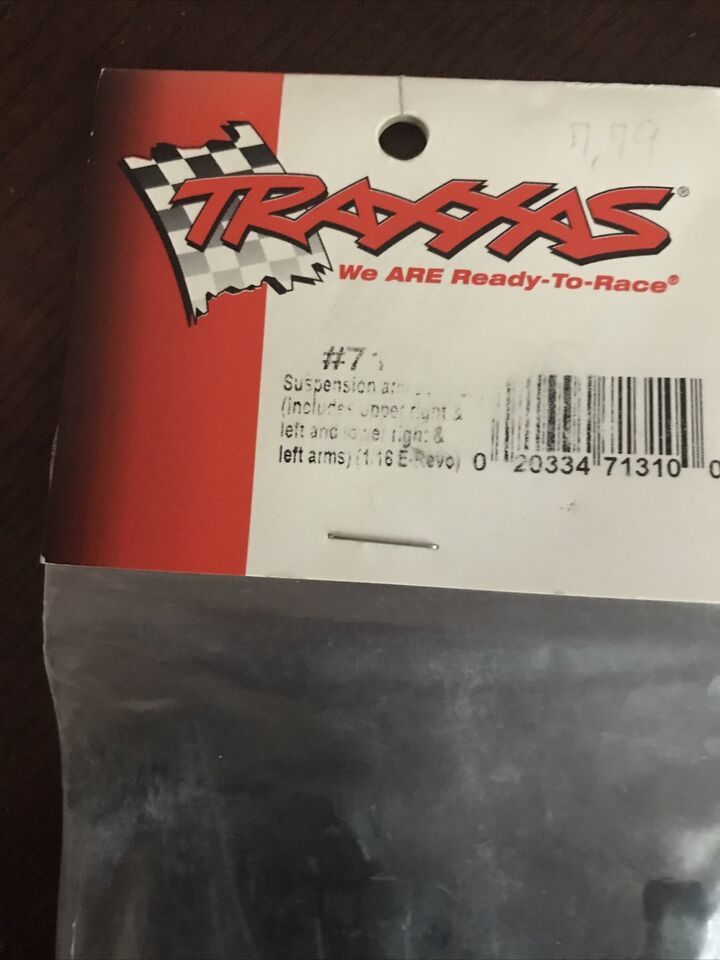 7,79
TRAXXAS®
We ARE Ready-To-Race®
#71
Suspension
(includes upper right &
left and lower right &
left arms) (1/16 E-Revo)
0 20334 71310 0